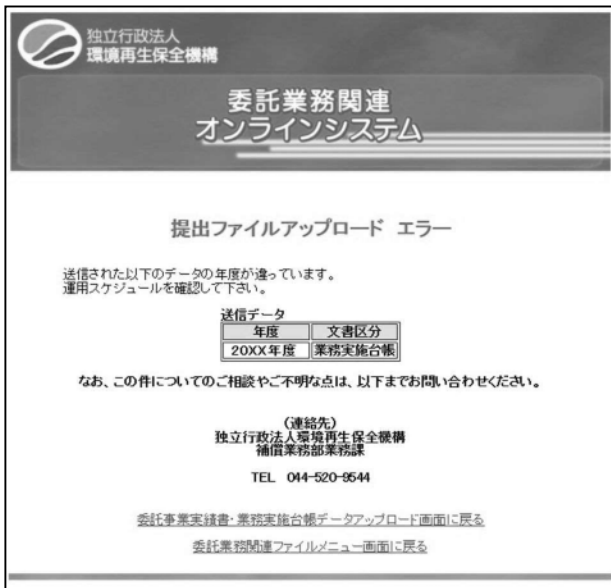 独立行政法人
環境再生保全機構
委託業務関連
オンラインシステム
提出ファイルアップロード エラー
送信された以下のデータの年度が違っています。
運用スケジュールを確認して下さい。
送信データ
年度 文書区分
20XX年度 業務実施台帳
なお、この件についてのご相談やご不明な点は、以下までお問い合わせください。
(連絡先)
独立行政法人環境再生保全機構
補償業務部業務課
TEL 044-520-9544
委託事業実績書・業務実施台帳データアップロード画面に戻る
委託業務関連ファイルメニュー画面に戻る